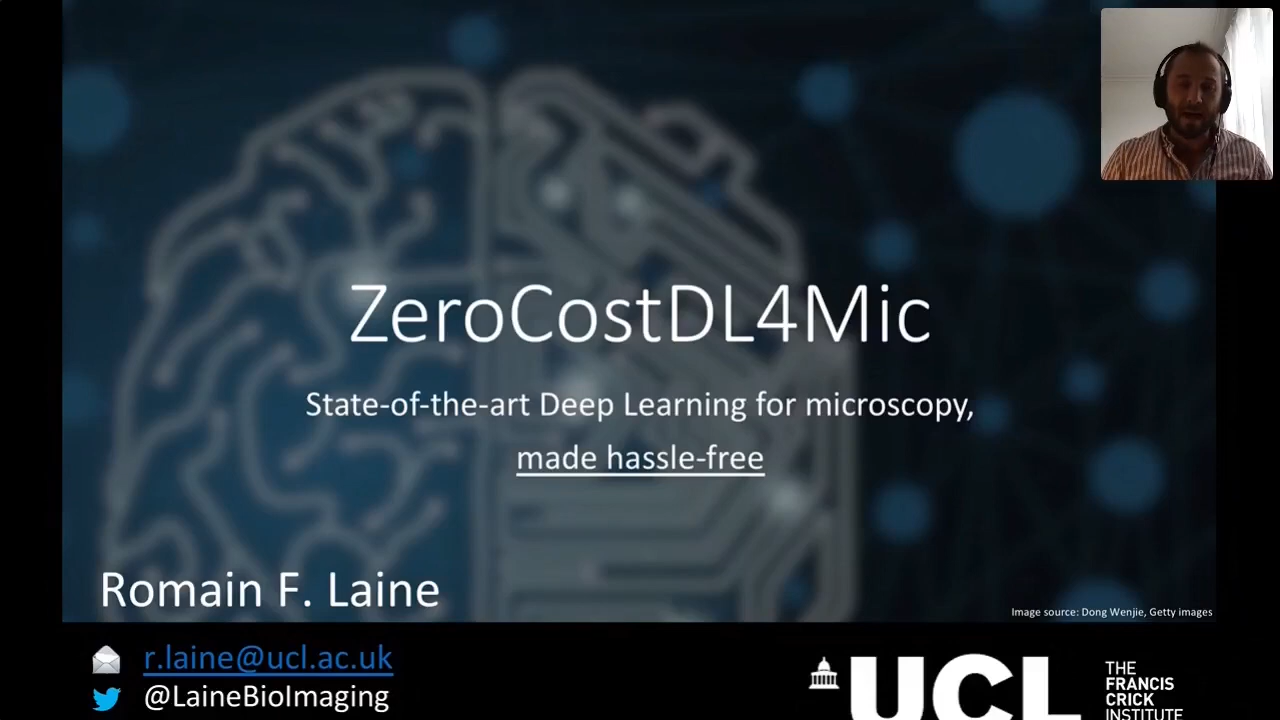 ZeroCostDL4Mic
State-of-the-art Deep Learning for microscopy,
made hassle-free
Romain F. Laine
Image source: Dong Wenjie, Getty images
r.laine@ucl.ac.uk
@LaineBioImaging
UCL
THE
FRANCIS
CRICK
INSTITUTE